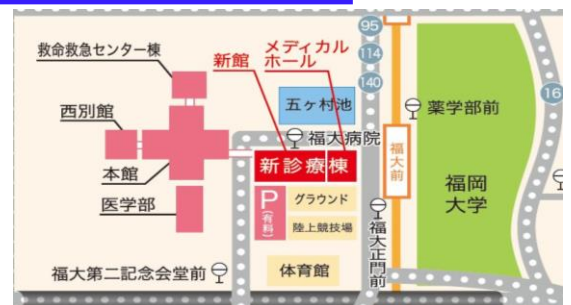 救命救急センター棟
新館
メディカル
ホール
95
114
140
16
西別館
五ヶ村池
薬学部前
福大病院
福大前
本館
新診療棟
医学部
P
(有料)
グラウンド
陸上競技場
福岡
大学
福大正門前
福大第二記念会堂前
体育館